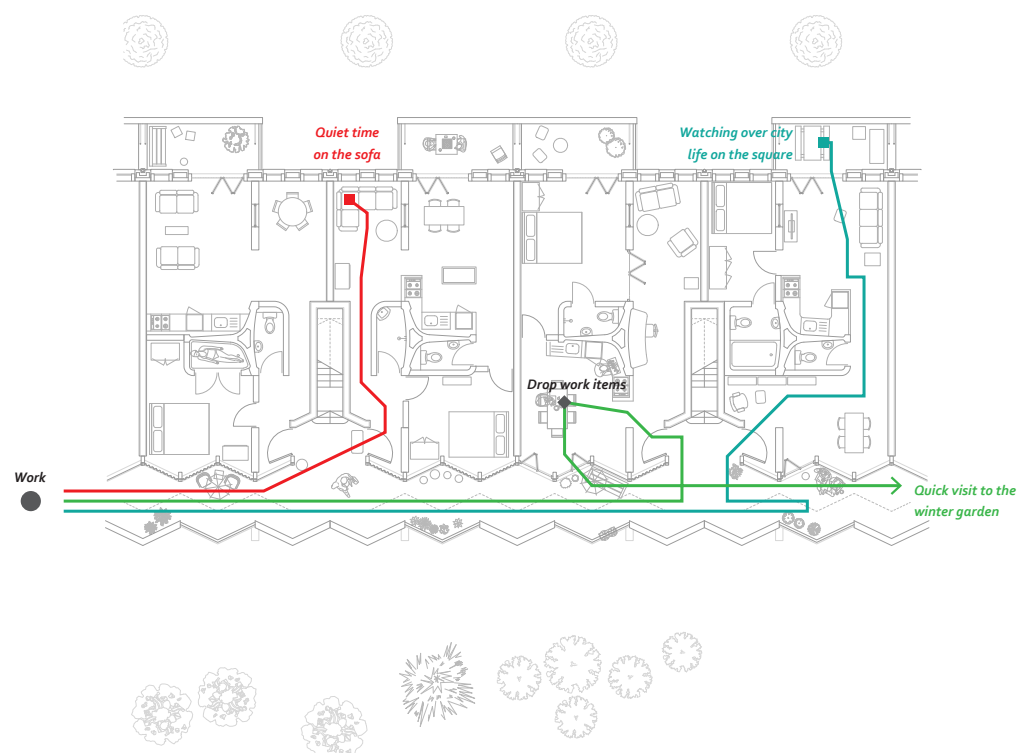 Quiet time
on the sofa
Watching over city
life on the square
Drop work items
Work
Quick visit to the
winter garden